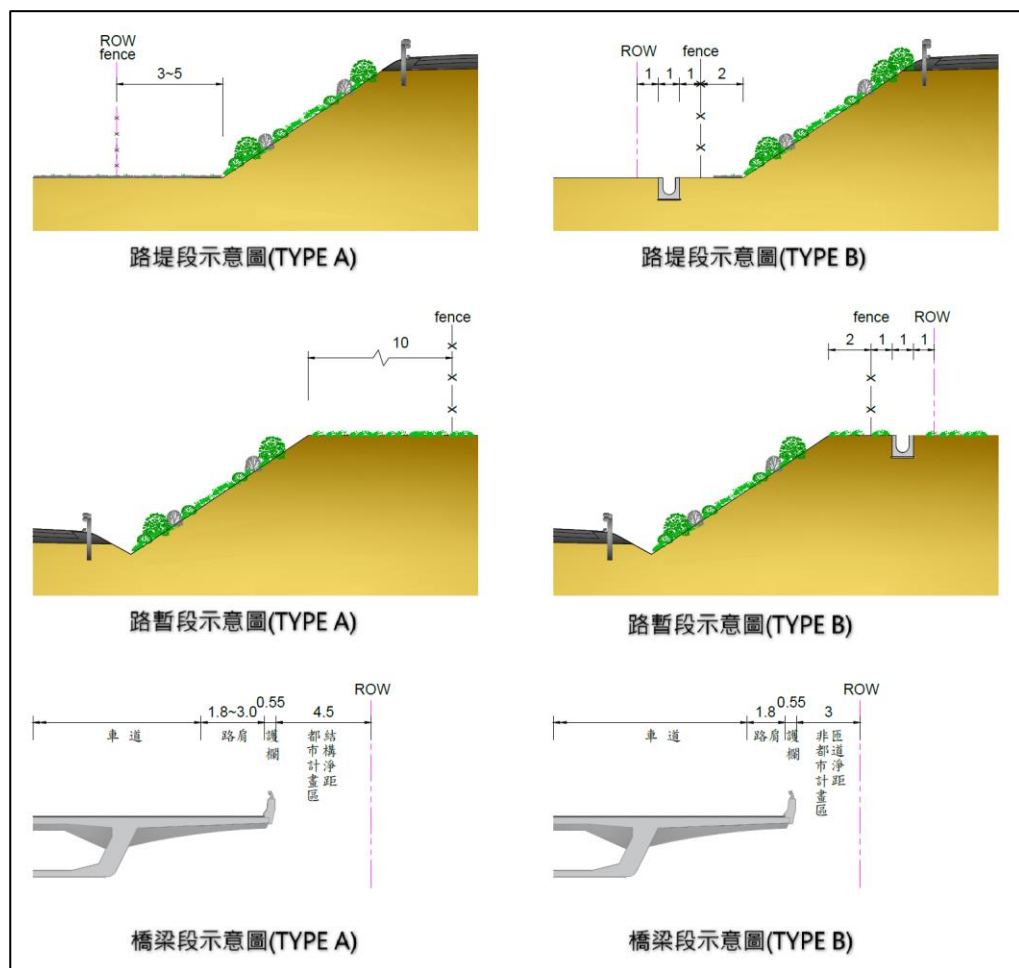 ROW
fence
3~5
路堤段示意圖(TYPE A)
ROW
fence
1
1
1
2
路堤段示意圖(TYPE B)
fence
10
路暫段示意圖(TYPE A)
fence
ROW
2
1
1
1
路暫段示意圖(TYPE B)
ROW
1.8~3.0
0.55
4.5
車道
路肩
護欄
結構淨距
都市計畫區
橋梁段示意圖(TYPE A)
ROW
1.8
0.55
3
車道
路肩
護欄
匝道淨距
非都市計畫區
橋梁段示意圖(TYPE B)